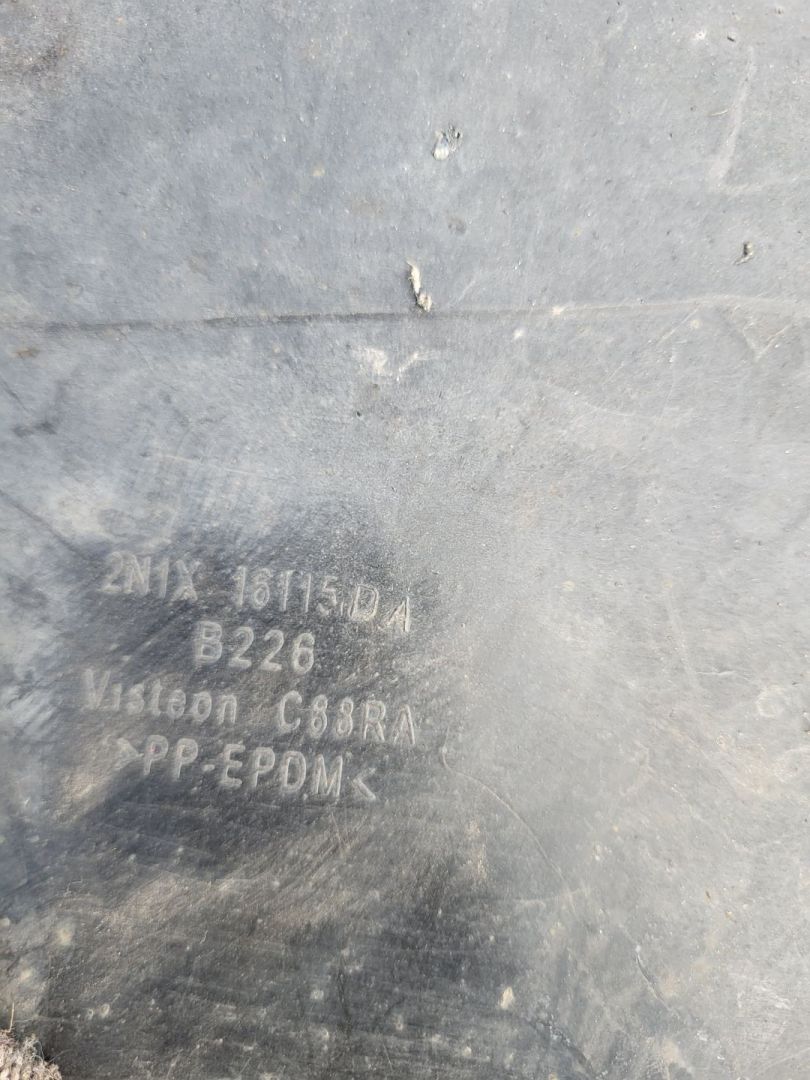 2N1X 16115 DA
B226
Visteon C88RA
>PP-EPDM<